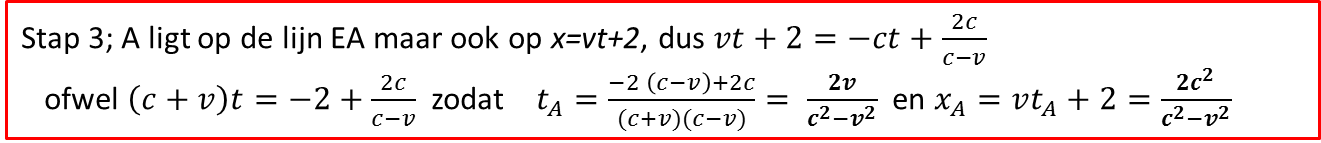 Stap 3; A ligt op de lijn EA maar ook op x=vt+2, dus 𝑣𝑡 + 2 = −𝑐𝑡 + 2𝑐/(𝑐−𝑣)
ofwel (𝑐 + 𝑣)𝑡 = −2 + 2𝑐/(𝑐−𝑣) zodat 𝑡_𝐴 = (−2 (𝑐−𝑣)+2𝑐)/((𝑐+𝑣)(𝑐−𝑣)) = 2𝑣/(𝑐²−𝑣²) en 𝑥_𝐴 = 𝑣𝑡_𝐴 + 2 = 2𝑐²/(𝑐²−𝑣²)